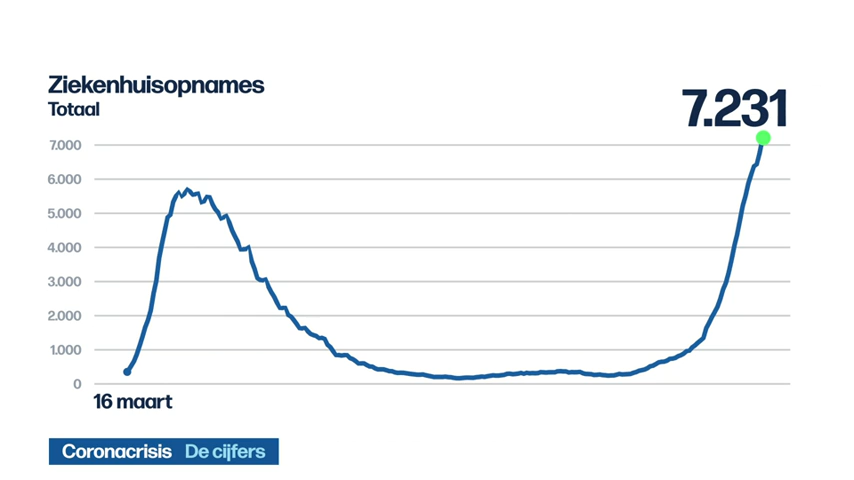 Ziekenhuisopnames
Totaal
7.231
7.000
6.000
5.000
4.000
3.000
2.000
1.000
0
16 maart
Coronacrisis De cijfers